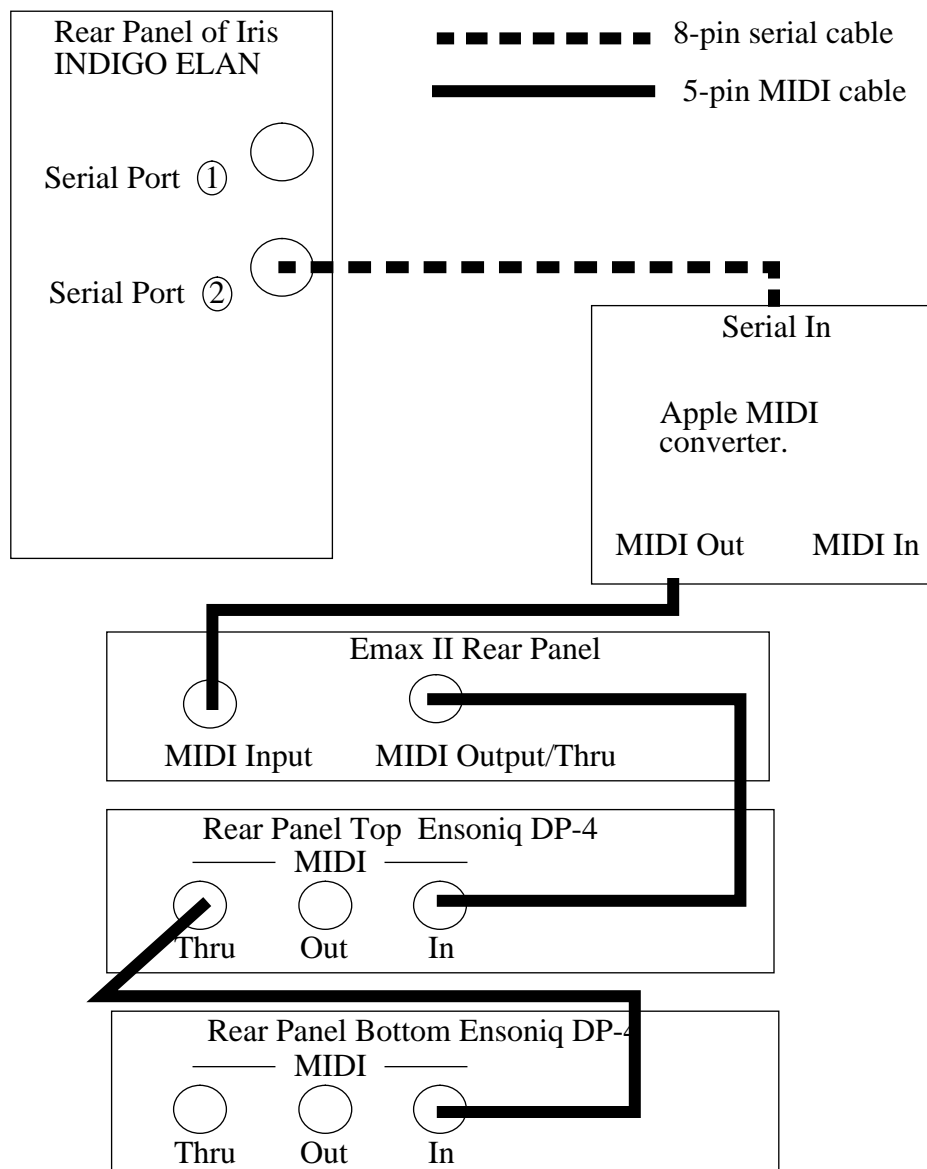 Rear Panel of Iris
INDIGO ELAN
8-pin serial cable
5-pin MIDI cable
Serial Port 1
Serial Port 2
Serial In
Apple MIDI
converter.
MIDI Out MIDI In
Emax II Rear Panel
MIDI Input MIDI Output/Thru
Rear Panel Top Ensoniq DP-4
MIDI
Thru Out In
Rear Panel Bottom Ensoniq DP-4
MIDI
Thru Out In